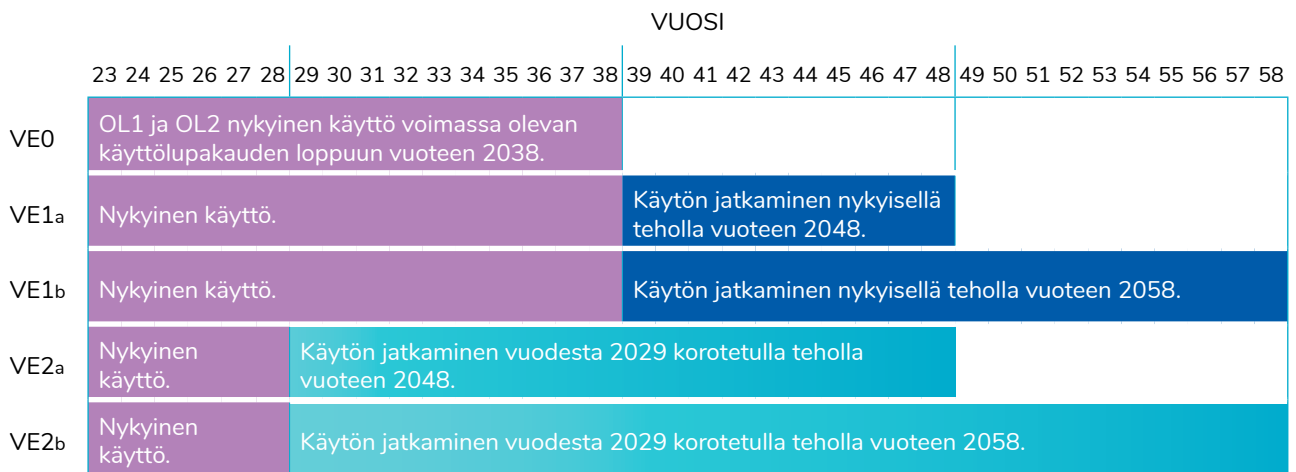 VUOSI
23 24 25 26 27 28 29 30 31 32 33 34 35 36 37 38 39 40 41 42 43 44 45 46 47 48 49 50 51 52 53 54 55 56 57 58
VE0
OL1 ja OL2 nykyinen käyttö voimassa olevan
käyttölupakauden loppuun vuoteen 2038.
VE1a
Nykyinen käyttö.
Käytön jatkaminen nykyisellä
teholla vuoteen 2048.
VE1b
Nykyinen käyttö.
Käytön jatkaminen nykyisellä teholla vuoteen 2058.
VE2a
Nykyinen
käyttö.
Käytön jatkaminen vuodesta 2029 korotetulla teholla
vuoteen 2048.
VE2b
Nykyinen
käyttö.
Käytön jatkaminen vuodesta 2029 korotetulla teholla vuoteen 2058.